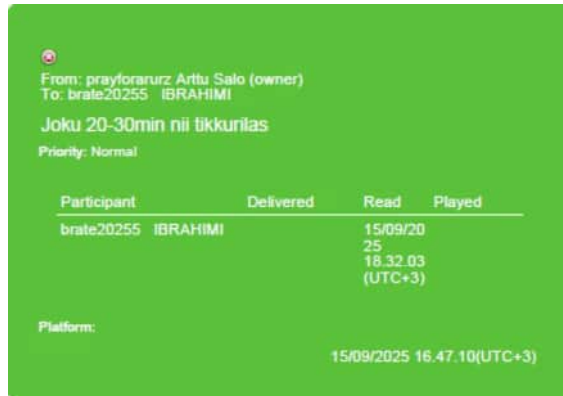 From: prayforarurz Arttu Salo (owner)
To: brate20255 IBRAHIMI
Joku 20-30min nii tikkurilas
Priority: Normal
Participant Delivered Read Played
brate20255 IBRAHIMI 15/09/20
25
18.32.03
(UTC+3)
Platform:
15/09/2025 16.47.10(UTC+3)